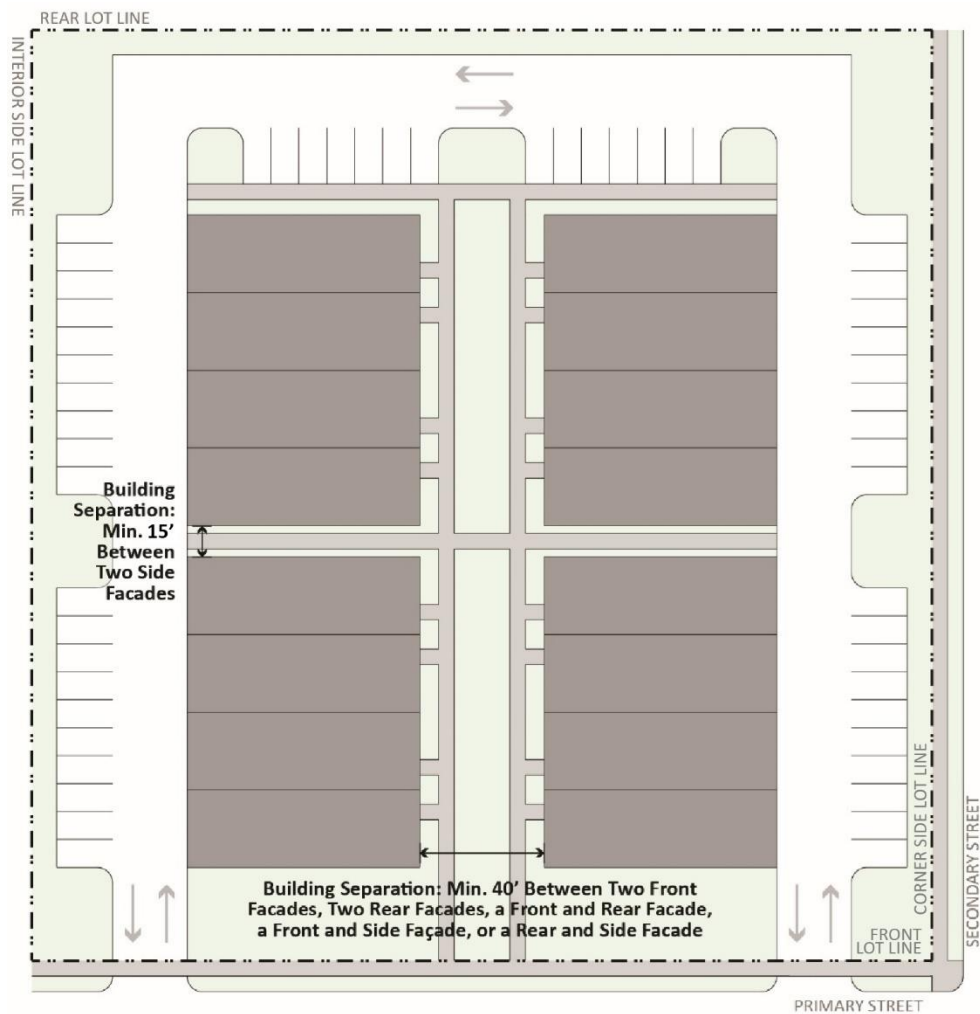 REAR LOT LINE
INTERIOR SIDE LOT LINE
Building
Separation:
Min. 15’
Between
Two Side
Facades
Building Separation: Min. 40’ Between Two Front
Facades, Two Rear Facades, a Front and Rear Facade,
a Front and Side Façade, or a Rear and Side Facade
CORNER SIDE LOT LINE
SECONDARY STREET
FRONT
LOT LINE
PRIMARY STREET